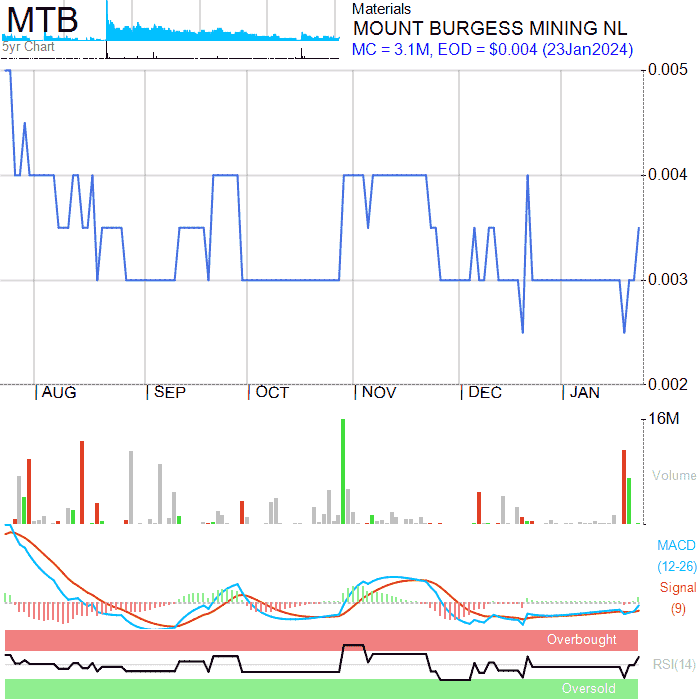 MTB
5yr Chart
Materials
MOUNT BURGESS MINING NL
MC = 3.1M, EOD = $0.004 (23Jan2024)
0.005
0.004
0.003
0.002
AUG SEP OCT NOV DEC JAN
16M
Volume
MACD
(12-26)
Signal
(9)
Overbought
RSI(14)
Oversold